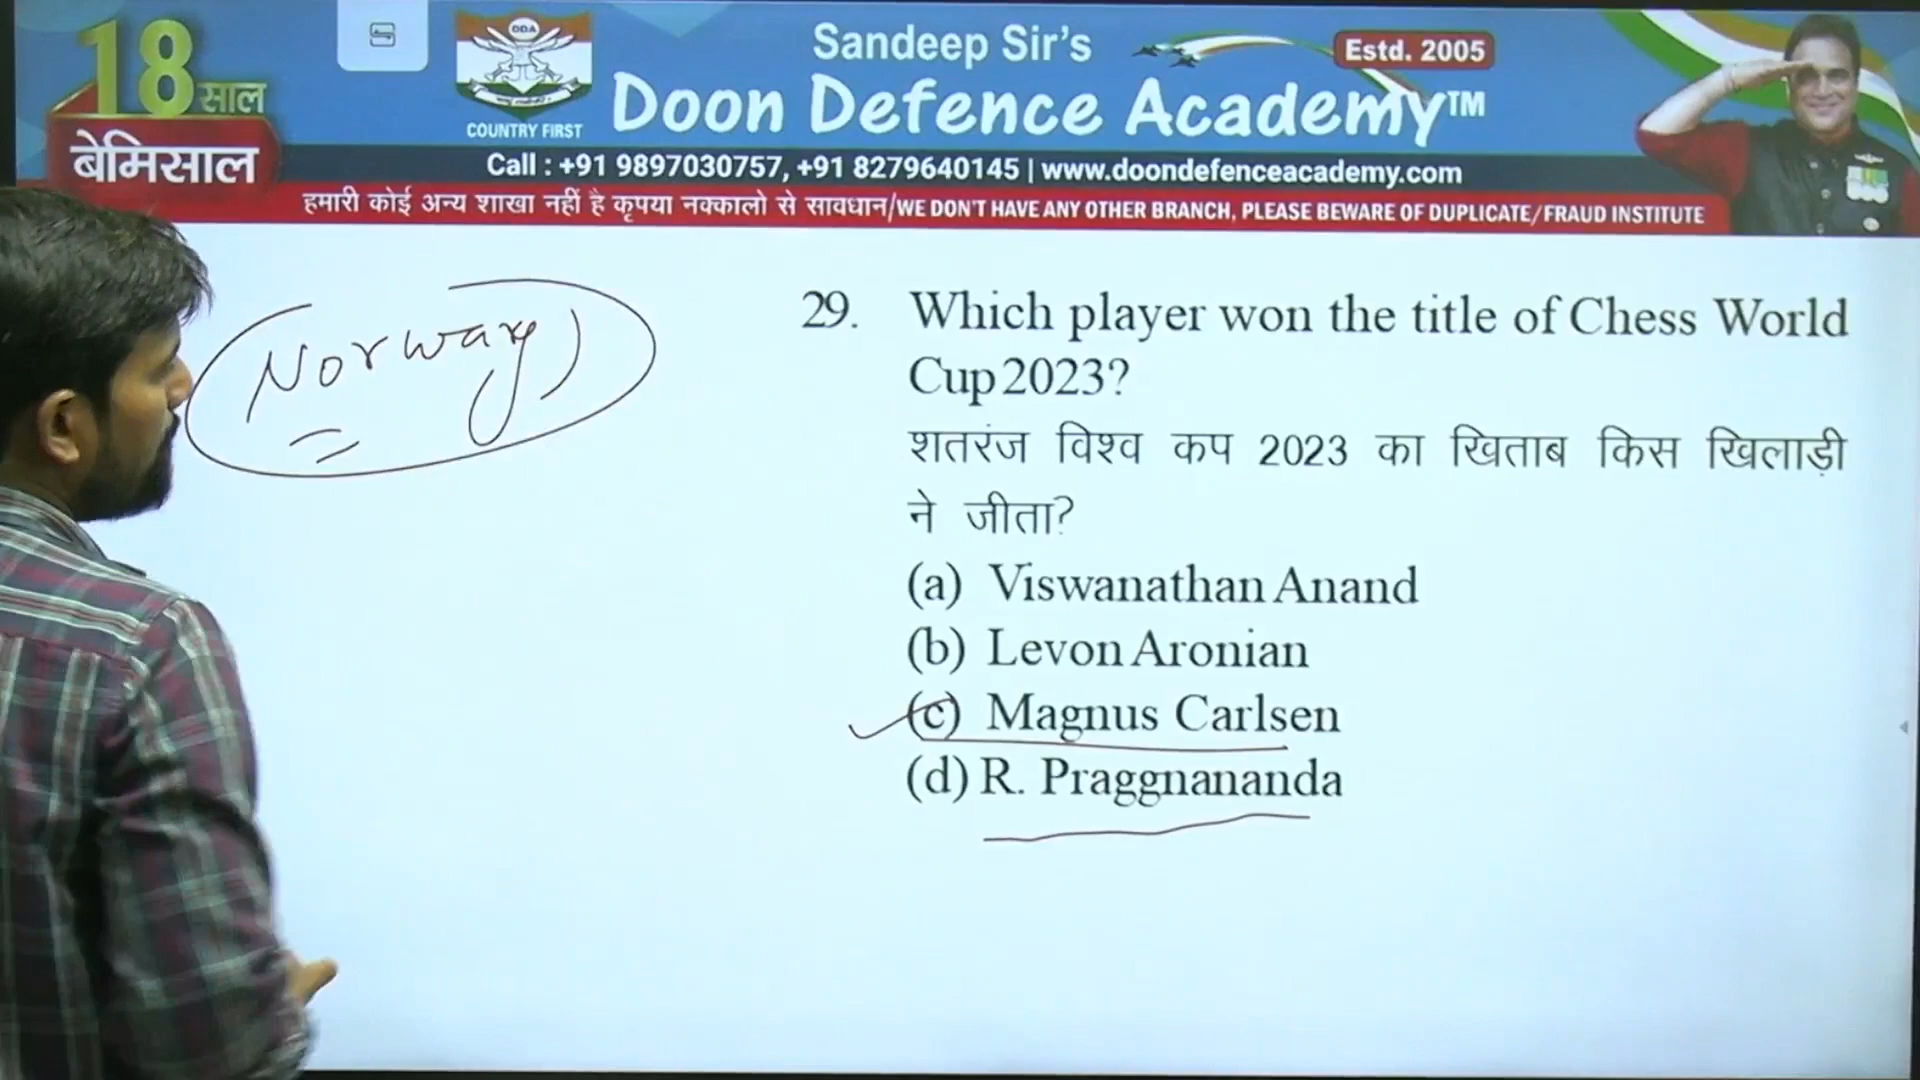 18 साल
बेमिसाल
DDA
COUNTRY FIRST
Sandeep Sir's
Estd. 2005
Doon Defence Academy™
Call : +91 9897030757, +91 8279640145 | www.doondefenceacademy.com
हमारी कोई अन्य शाखा नहीं है कृपया नक्कालो से सावधान/WE DON'T HAVE ANY OTHER BRANCH, PLEASE BEWARE OF DUPLICATE/FRAUD INSTITUTE
Norway
29. Which player won the title of Chess World
Cup 2023?
शतरंज विश्व कप 2023 का खिताब किस खिलाड़ी
ने जीता?
(a) Viswanathan Anand
(b) Levon Aronian
(c) Magnus Carlsen
(d) R. Praggnananda